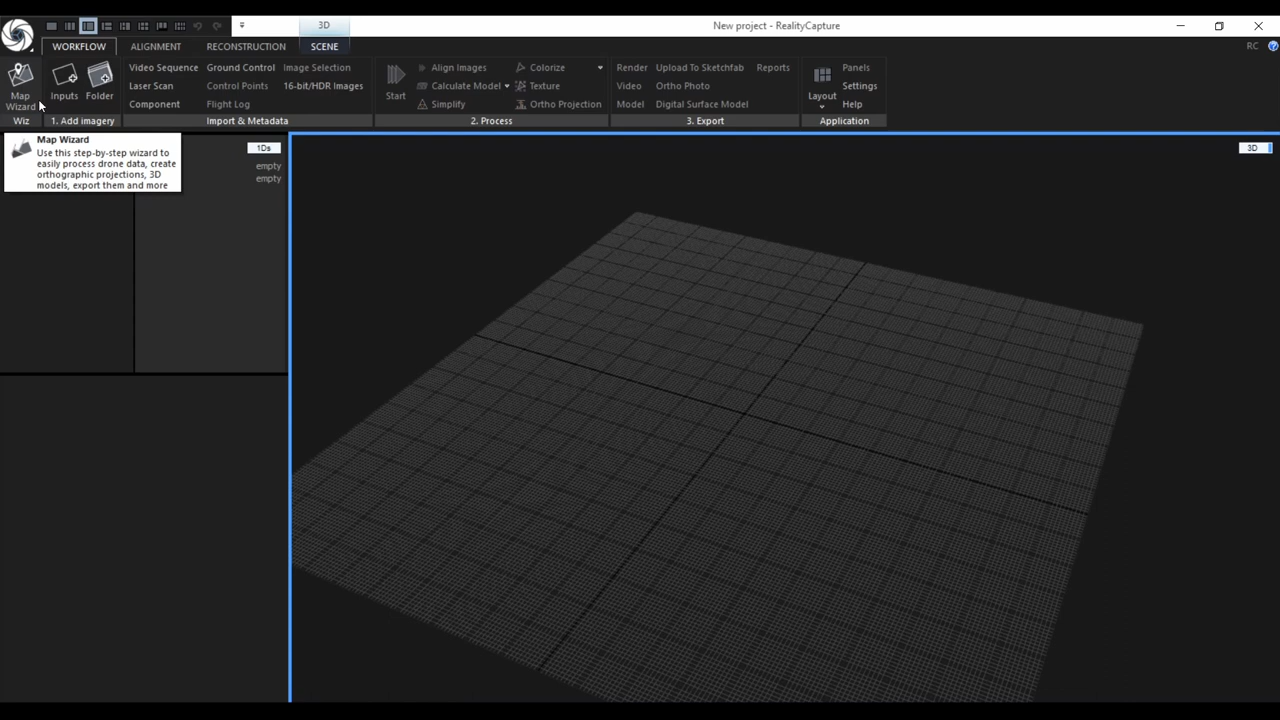 3D
New project - RealityCapture
WORKFLOW
ALIGNMENT
RECONSTRUCTION
SCENE
RC
Map
Wizard
Inputs
Folder
Video Sequence
Ground Control
Image Selection
Laser Scan
Control Points
16-bit/HDR Images
Component
Flight Log
Start
Align Images
Colorize
Calculate Model
Texture
Simplify
Ortho Projection
Render
Upload To Sketchfab
Reports
Video
Ortho Photo
Model
Digital Surface Model
Layout
Panels
Settings
Help
Wiz
1. Add imagery
Import & Metadata
2. Process
3. Export
Application
Map Wizard
Use this step-by-step wizard to
easily process drone data, create
orthographic projections, 3D
models, export them and more
1Ds
empty
empty
3D